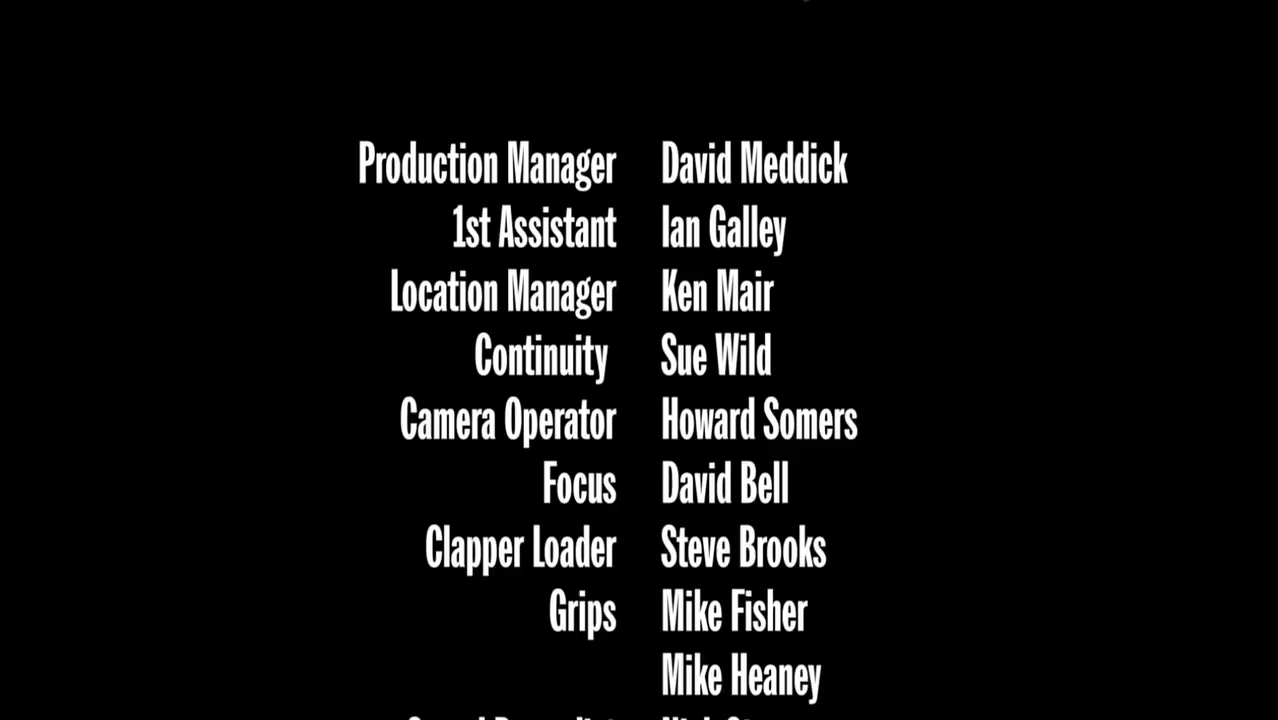 Production Manager David Meddick
1st Assistant Ian Galley
Location Manager Ken Mair
Continuity Sue Wild
Camera Operator Howard Somers
Focus David Bell
Clapper Loader Steve Brooks
Grips Mike Fisher
Mike Heaney